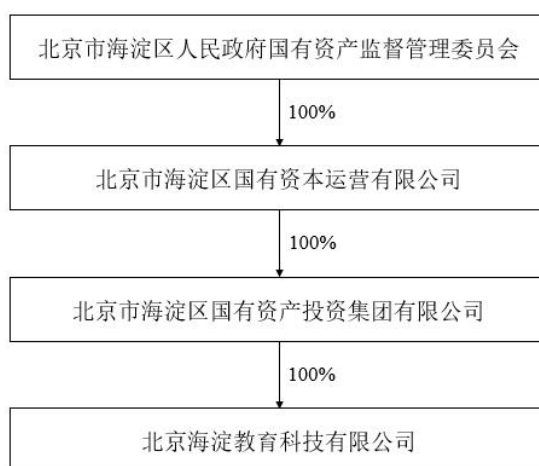 北京市海淀区人民政府国有资产监督管理委员会
100%
北京市海淀区国有资本运营有限公司
100%
北京市海淀区国有资产投资集团有限公司
100%
北京海淀教育科技有限公司